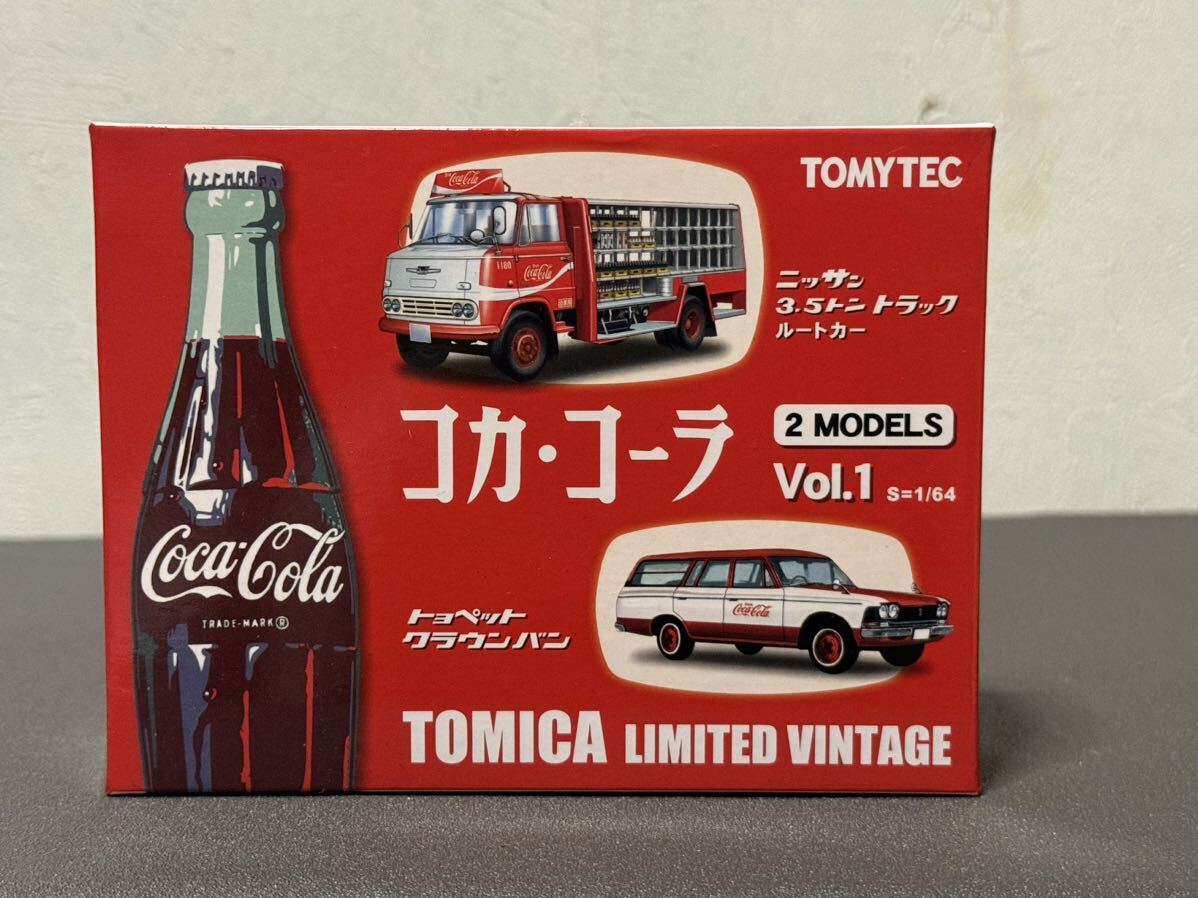 TOMYTEC
Coca-Cola
1180
Coca-Cola
ニッサン
3.5トン トラック
ルートカー
コカ・コーラ
2 MODELS
Vol.1 S=1/64
Coca-Cola
TRADE-MARK®
Coca-Cola
トヨペット
クラウンバン
TOMICA LIMITED VINTAGE